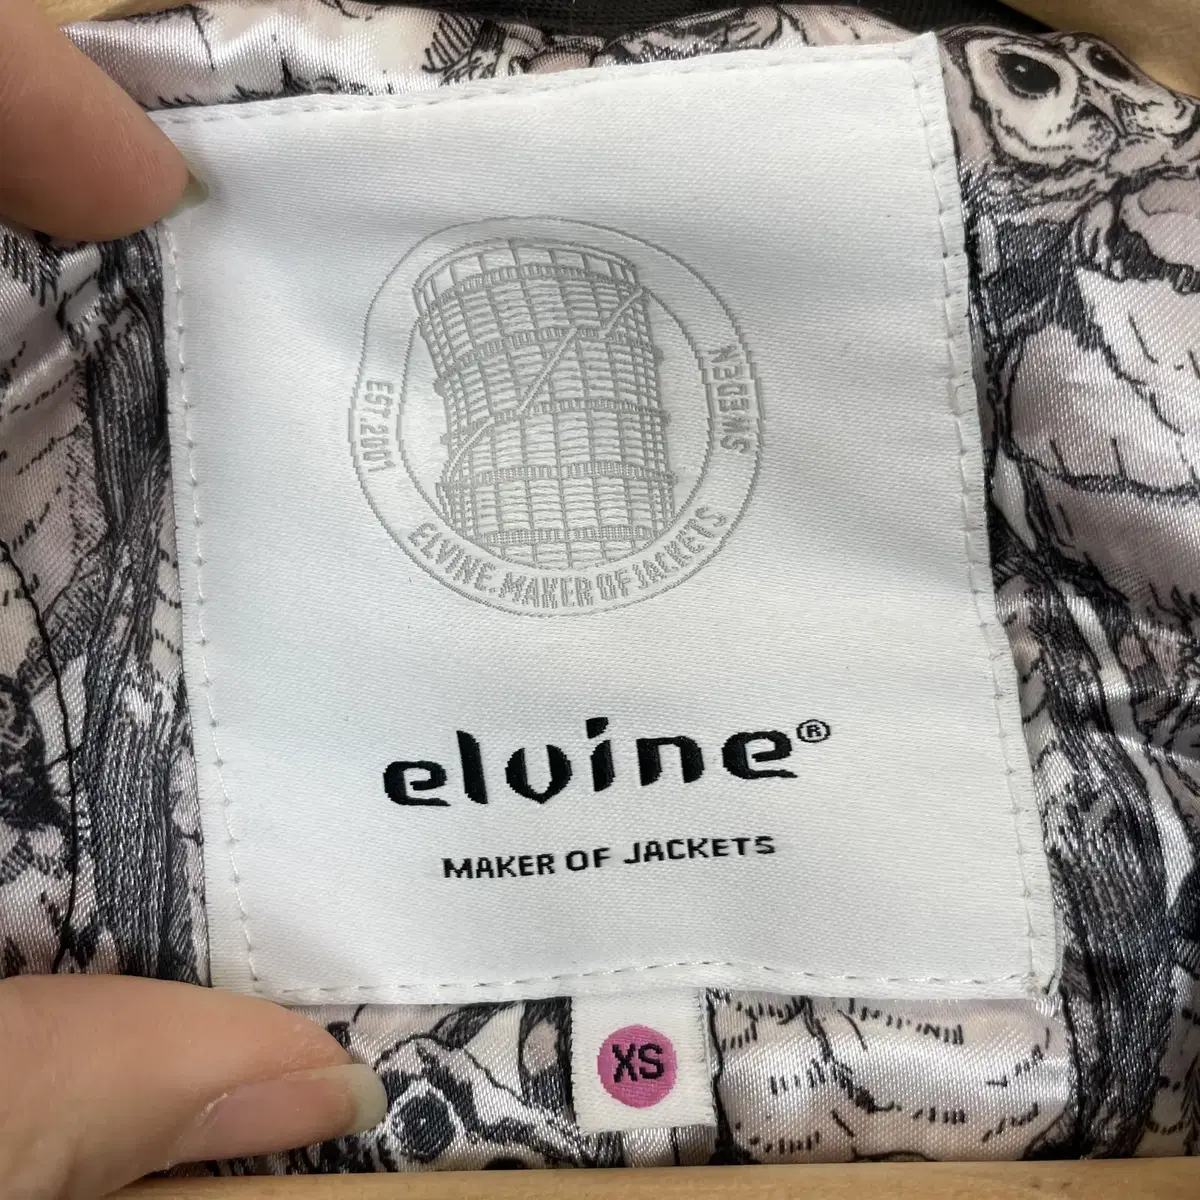 EST.2001
SWEDEN
ELVINE.MAKER OF JACKETS
elvine®
MAKER OF JACKETS
XS